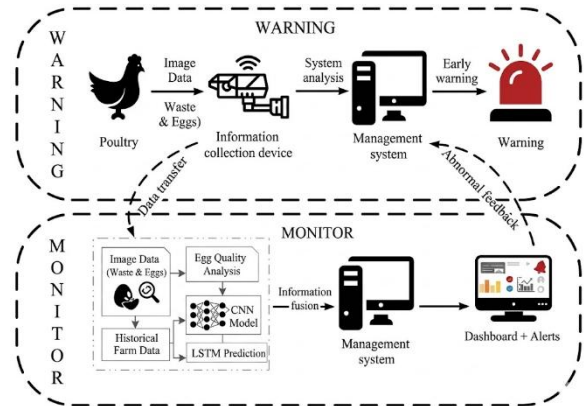 WARNING
WARNING
Image
Data
Waste
& Eggs)
System
analysis
Early
warning
Poultry
Information
collection device
Management
system
Warning
Data transfer
Abnormal feedback
MONITOR
MONITOR
Image Data
(Waste & Eggs)
Egg Quality
Analysis
CNN
Model
Historical
Farm Data
LSTM Prediction
Information
fusion
Management
system
Dashboard + Alerts